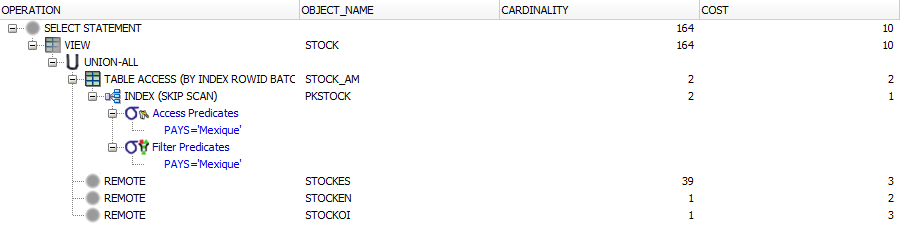 OPERATION OBJECT_NAME CARDINALITY COST
SELECT STATEMENT 164 10
VIEW STOCK 164 10
UNION-ALL
TABLE ACCESS (BY INDEX ROWID BATC STOCK_AM 2 2
INDEX (SKIP SCAN) PKSTOCK 2 1
Access Predicates
PAYS='Mexique'
Filter Predicates
PAYS='Mexique'
REMOTE STOCKES 39 3
REMOTE STOCKEN 1 2
REMOTE STOCKOI 1 3